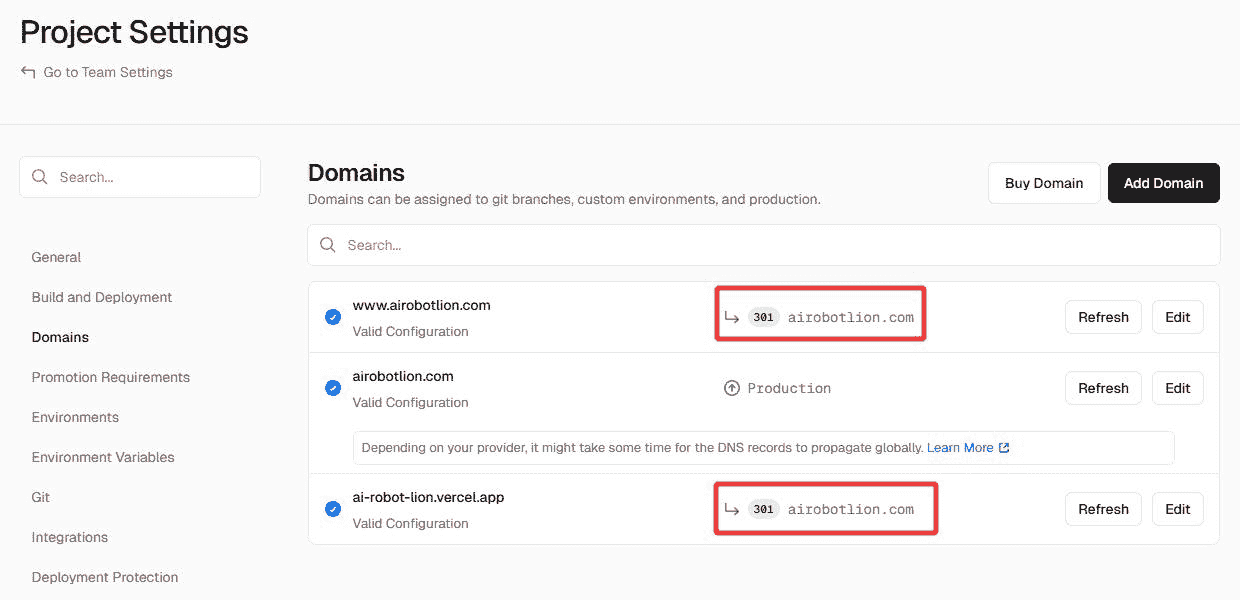 Project Settings
Go to Team Settings
Search...
General
Build and Deployment
Domains
Promotion Requirements
Environments
Environment Variables
Git
Integrations
Deployment Protection
Domains
Domains can be assigned to git branches, custom environments, and production.
Buy Domain
Add Domain
Search...
www.airobotlion.com
Valid Configuration
301 airobotlion.com
Refresh
Edit
airobotlion.com
Valid Configuration
Production
Refresh
Edit
Depending on your provider, it might take some time for the DNS records to propagate globally. Learn More
ai-robot-lion.vercel.app
Valid Configuration
301 airobotlion.com
Refresh
Edit